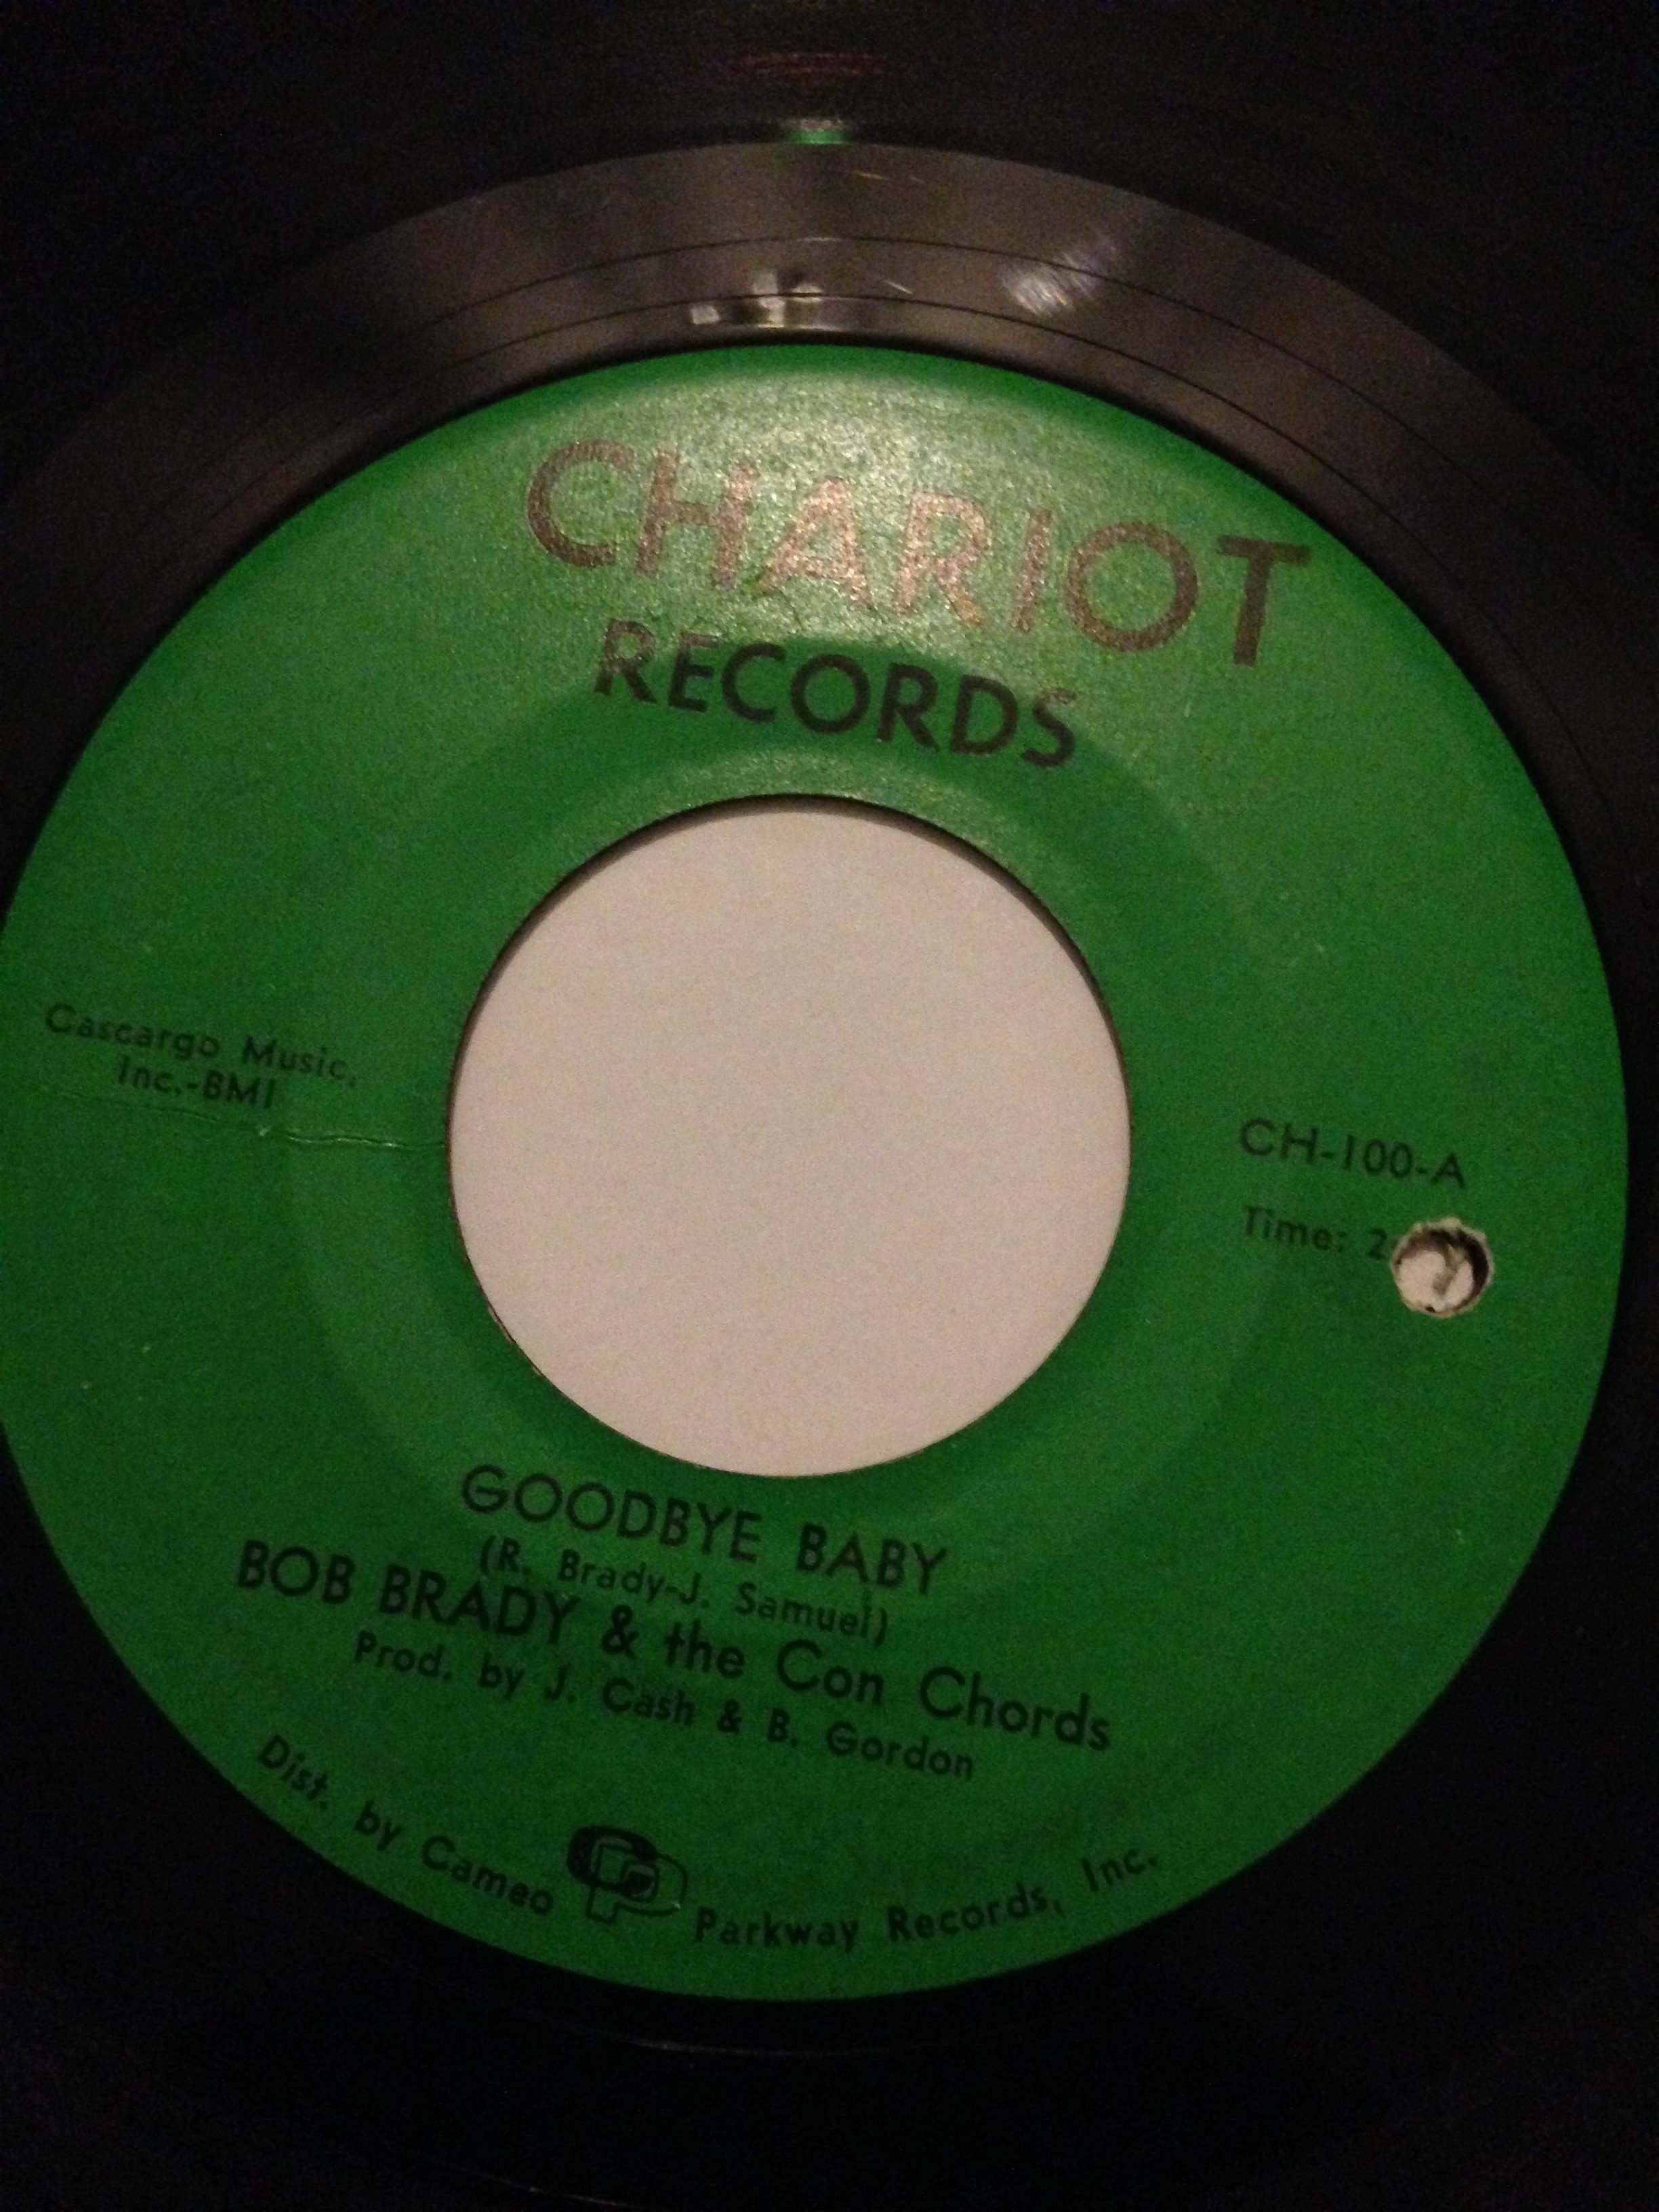 CHARIOT
RECORDS
Cascargo Music,
Inc.-BMI
CH-100-A
Time: 2
GOODBYE BABY
(R. Brady-J. Samuel)
BOB BRADY & the Con Chords
Prod. by J. Cash & B. Gordon
Dist. by Cameo CP Parkway Records, Inc.